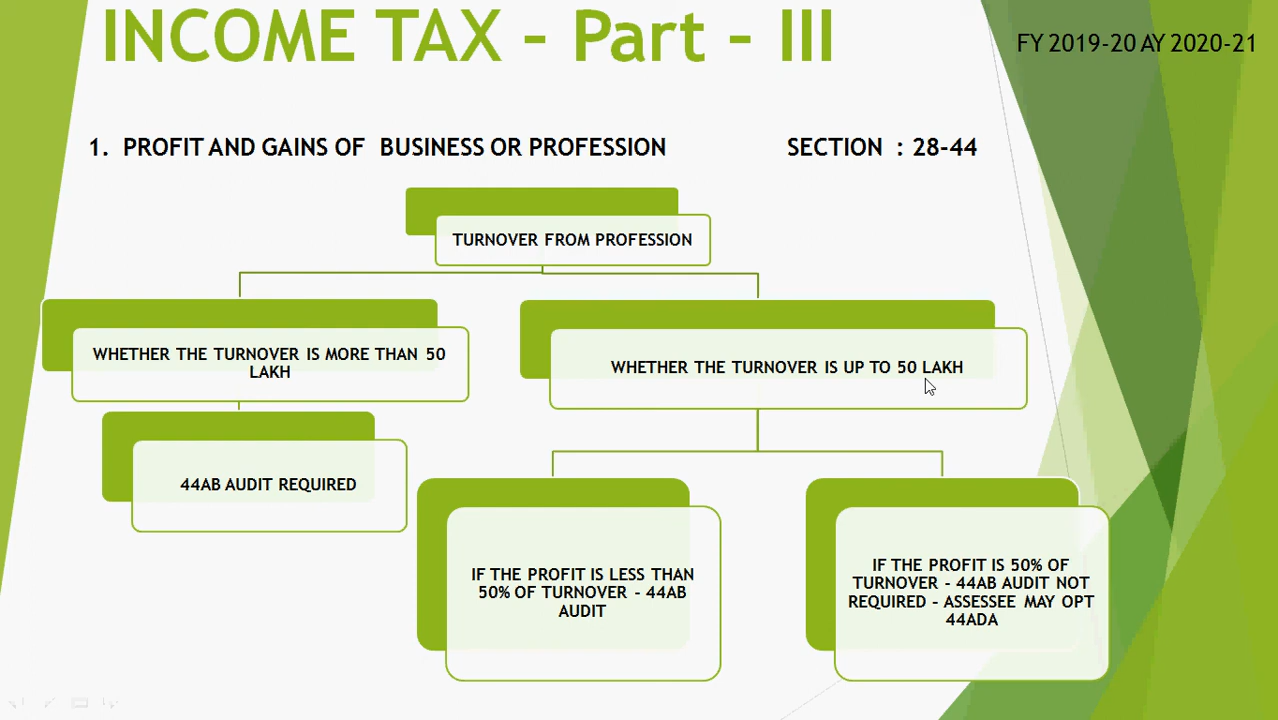 INCOME TAX - Part - III
FY 2019-20 AY 2020-21
1. PROFIT AND GAINS OF BUSINESS OR PROFESSION SECTION : 28-44
TURNOVER FROM PROFESSION
WHETHER THE TURNOVER IS MORE THAN 50
LAKH
WHETHER THE TURNOVER IS UP TO 50 LAKH
44AB AUDIT REQUIRED
IF THE PROFIT IS LESS THAN
50% OF TURNOVER - 44AB
AUDIT
IF THE PROFIT IS 50% OF
TURNOVER - 44AB AUDIT NOT
REQUIRED - ASSESSEE MAY OPT
44ADA